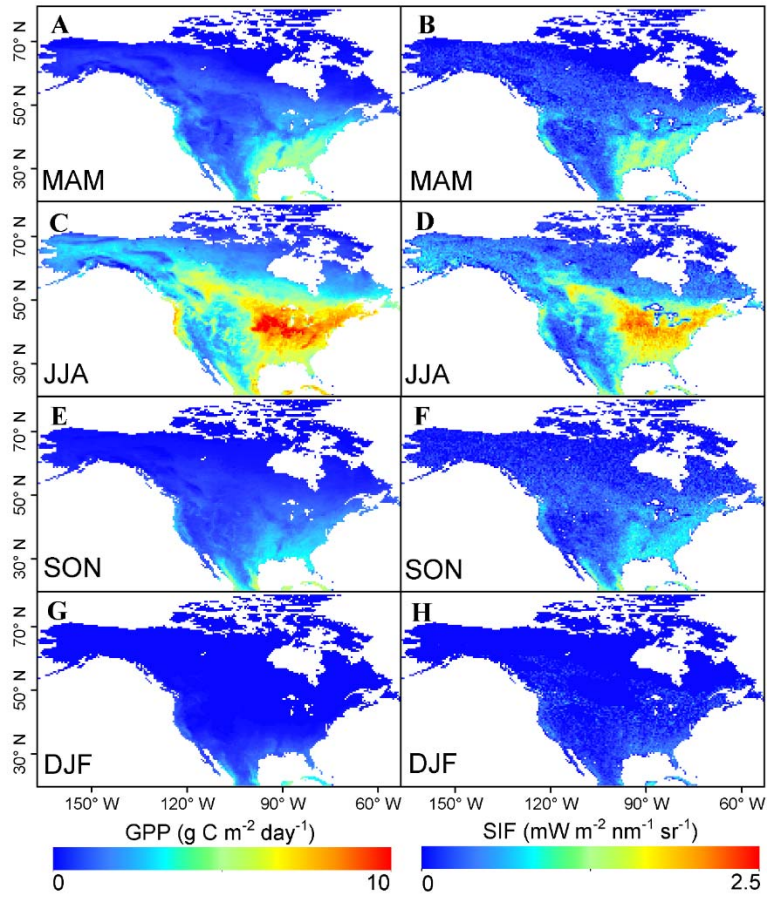 A
B
70° N
50° N
30° N
MAM
MAM
C
D
70° N
50° N
30° N
JJA
JJA
E
F
70° N
50° N
30° N
SON
SON
G
H
70° N
50° N
30° N
DJF
DJF
150° W 120° W 90° W 60° W 150° W 120° W 90° W 60° W
GPP (g C m⁻² day⁻¹) SIF (mW m⁻² nm⁻¹ sr⁻¹)
0 10 0 2.5